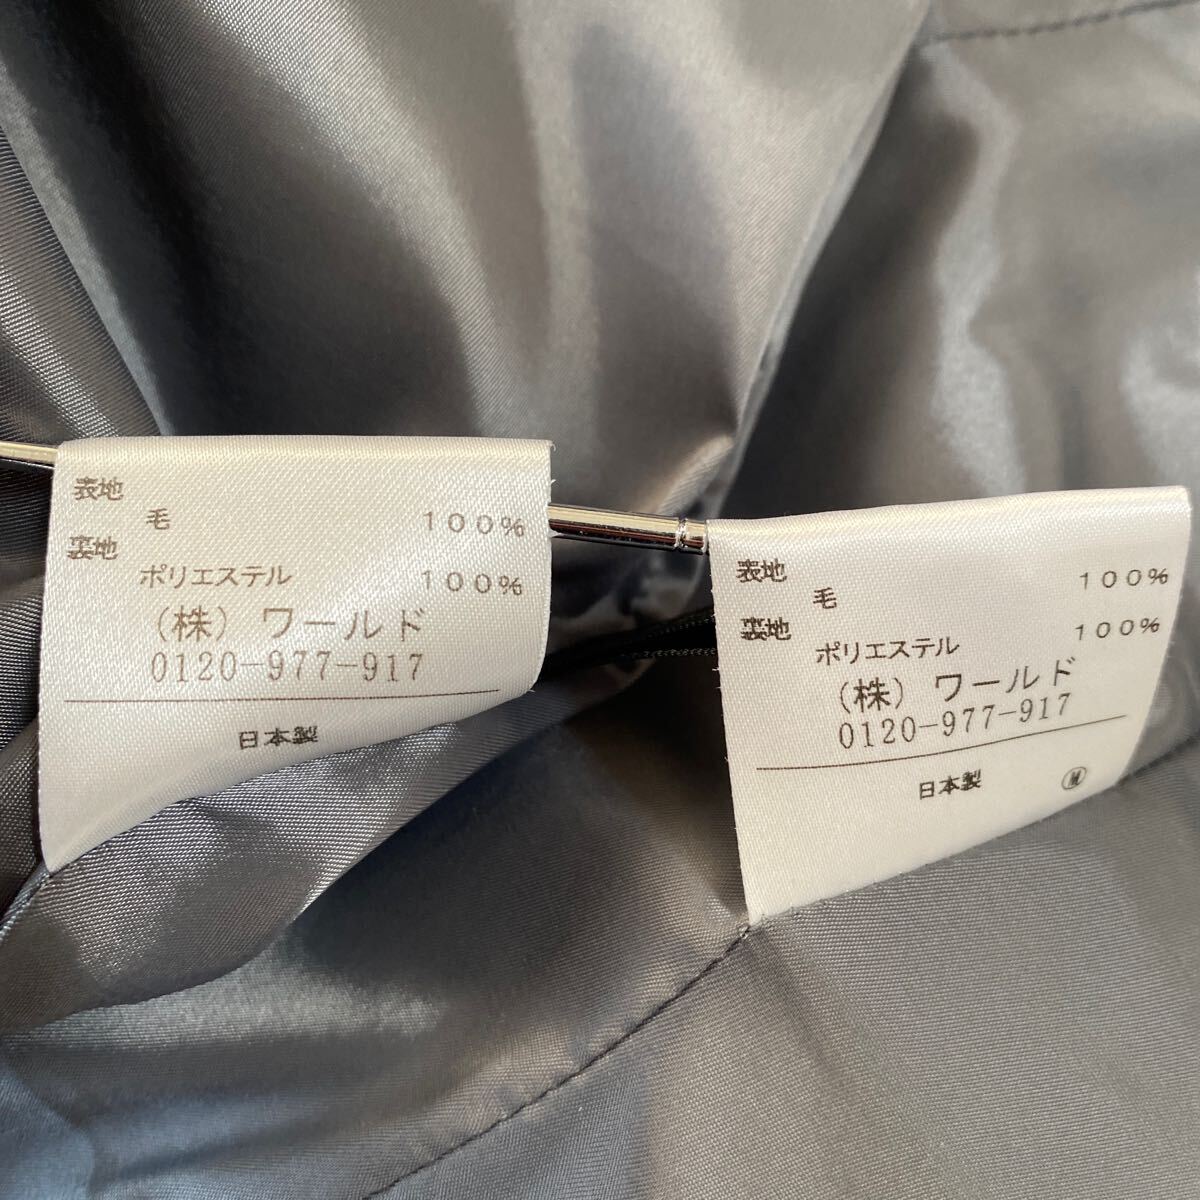 表地
毛 100%
裏地
ポリエステル 100%
(株) ワールド
0120-977-917
日本製
表地
毛 100%
裏地
ポリエステル 100%
(株) ワールド
0120-977-917
日本製 Ⓜ